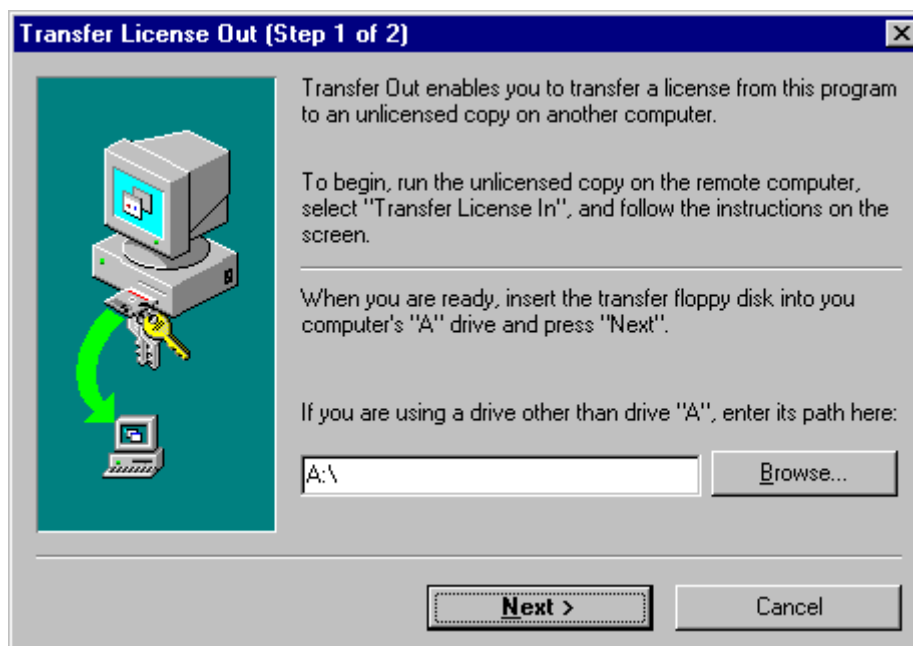 Transfer License Out (Step 1 of 2)
Transfer Out enables you to transfer a license from this program
to an unlicensed copy on another computer.
To begin, run the unlicensed copy on the remote computer,
select "Transfer License In", and follow the instructions on the
screen.
When you are ready, insert the transfer floppy disk into you
computer's "A" drive and press "Next".
If you are using a drive other than drive "A", enter its path here:
A:\
Browse...
Next >
Cancel